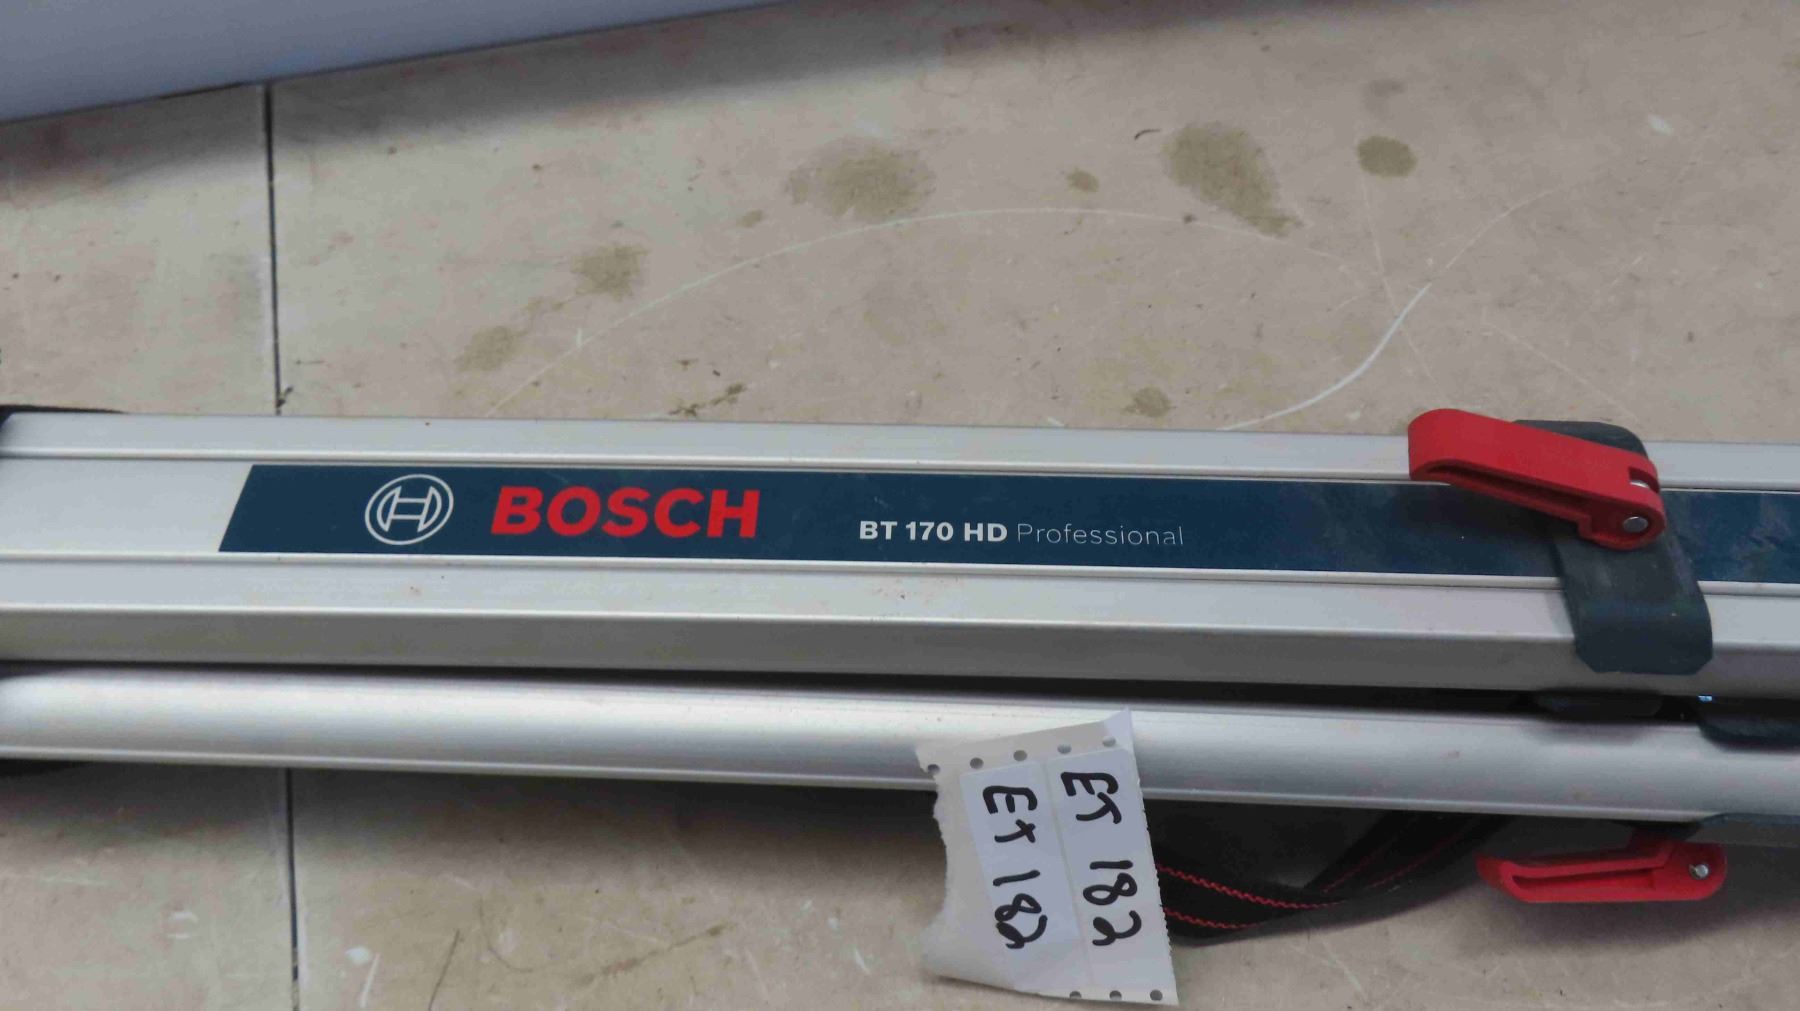 BOSCH
BT 170 HD Professional
ET 182
ET 182